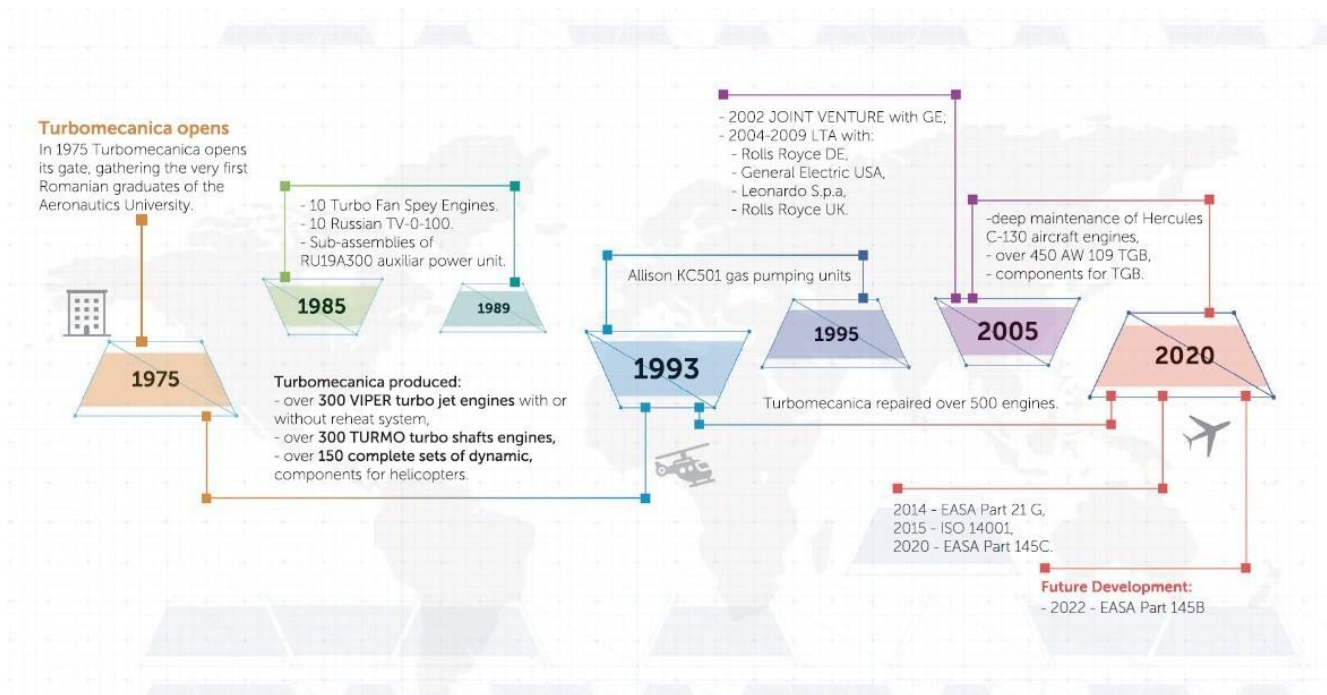 Turbomecanica opens
In 1975 Turbomecanica opens
its gate, gathering the very first
Romanian graduates of the
Aeronautics University.
1975
- 10 Turbo Fan Spey Engines.
- 10 Russian TV-0-100.
- Sub-assemblies of
RU19A300 auxiliar power unit.
1985
1989
Turbomecanica produced:
- over 300 VIPER turbo jet engines with or
without reheat system,
- over 300 TURMO turbo shafts engines,
- over 150 complete sets of dynamic,
components for helicopters.
Allison KC501 gas pumping units
1993
1995
Turbomecanica repaired over 500 engines.
- 2002 JOINT VENTURE with GE;
- 2004-2009 LTA with:
- Rolls Royce DE,
- General Electric USA,
- Leonardo S.p.a,
- Rolls Royce UK.
2005
-deep maintenance of Hercules
C-130 aircraft engines,
- over 450 AW 109 TGB,
- components for TGB.
2020
2014 - EASA Part 21 G,
2015 - ISO 14001,
2020 - EASA Part 145C.
Future Development:
- 2022 - EASA Part 145B